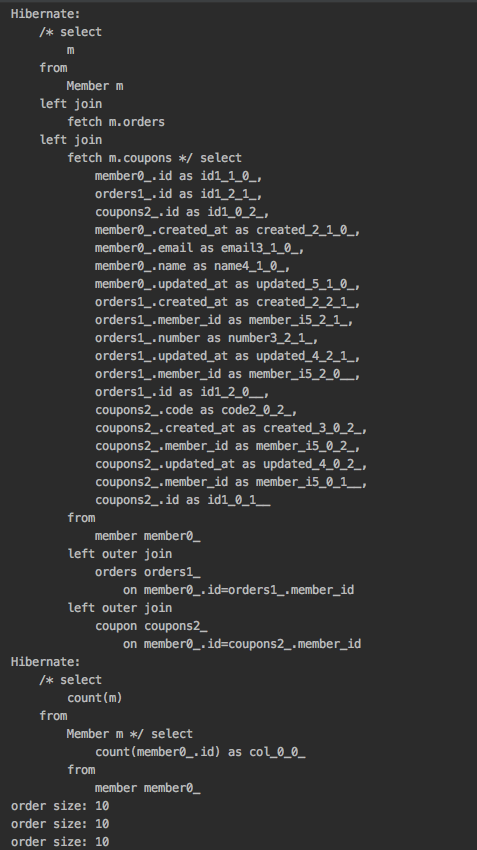 Hibernate:
/* select
m
from
Member m
left join
fetch m.orders
left join
fetch m.coupons */ select
member0_.id as id1_1_0_,
orders1_.id as id1_2_1_,
coupons2_.id as id1_0_2_,
member0_.created_at as created_2_1_0_,
member0_.email as email3_1_0_,
member0_.name as name4_1_0_,
member0_.updated_at as updated_5_1_0_,
orders1_.created_at as created_2_2_1_,
orders1_.member_id as member_i5_2_1_,
orders1_.number as number3_2_1_,
orders1_.updated_at as updated_4_2_1_,
orders1_.member_id as member_i5_2_0__,
orders1_.id as id1_2_0__,
coupons2_.code as code2_0_2_,
coupons2_.created_at as created_3_0_2_,
coupons2_.member_id as member_i5_0_2_,
coupons2_.updated_at as updated_4_0_2_,
coupons2_.member_id as member_i5_0_1__,
coupons2_.id as id1_0_1__
from
member member0_
left outer join
orders orders1_
on member0_.id=orders1_.member_id
left outer join
coupon coupons2_
on member0_.id=coupons2_.member_id
Hibernate:
/* select
count(m)
from
Member m */ select
count(member0_.id) as col_0_0_
from
member member0_
order size: 10
order size: 10
order size: 10